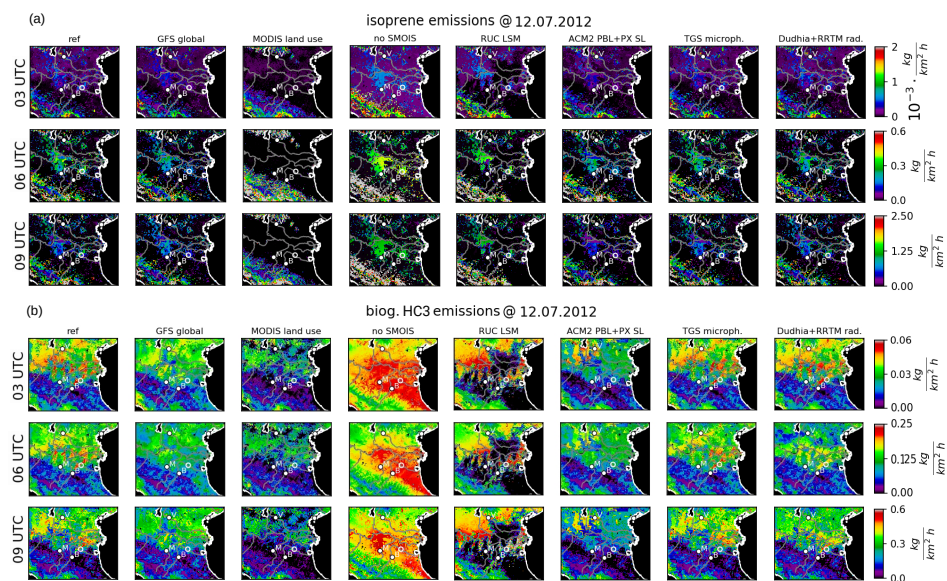 (a)
isoprene emissions @ 12.07.2012
ref GFS global MODIS land use no SMOIS RUC LSM ACM2 PBL+PX SL TGS microph. Dudhia+RRTM rad.
03 UTC
2
1
0
10⁻³ · kg / km² h
06 UTC
0.6
0.3
0.0
kg / km² h
09 UTC
2.50
1.25
0.00
kg / km² h
(b)
biog. HC3 emissions @ 12.07.2012
ref GFS global MODIS land use no SMOIS RUC LSM ACM2 PBL+PX SL TGS microph. Dudhia+RRTM rad.
03 UTC
0.06
0.03
0.00
kg / km² h
06 UTC
0.25
0.125
0.00
kg / km² h
09 UTC
0.6
0.3
0.0
kg / km² h